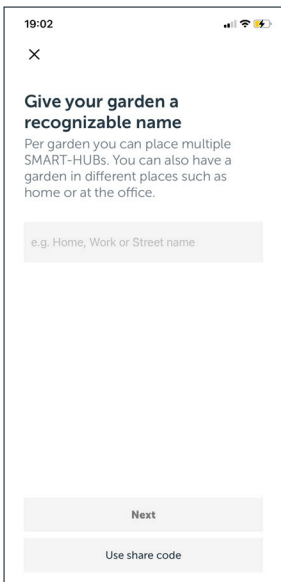 19:02
Give your garden a
recognizable name
Per garden you can place multiple
SMART-HUBs. You can also have a
garden in different places such as
home or at the office.
e.g. Home, Work or Street name
Next
Use share code